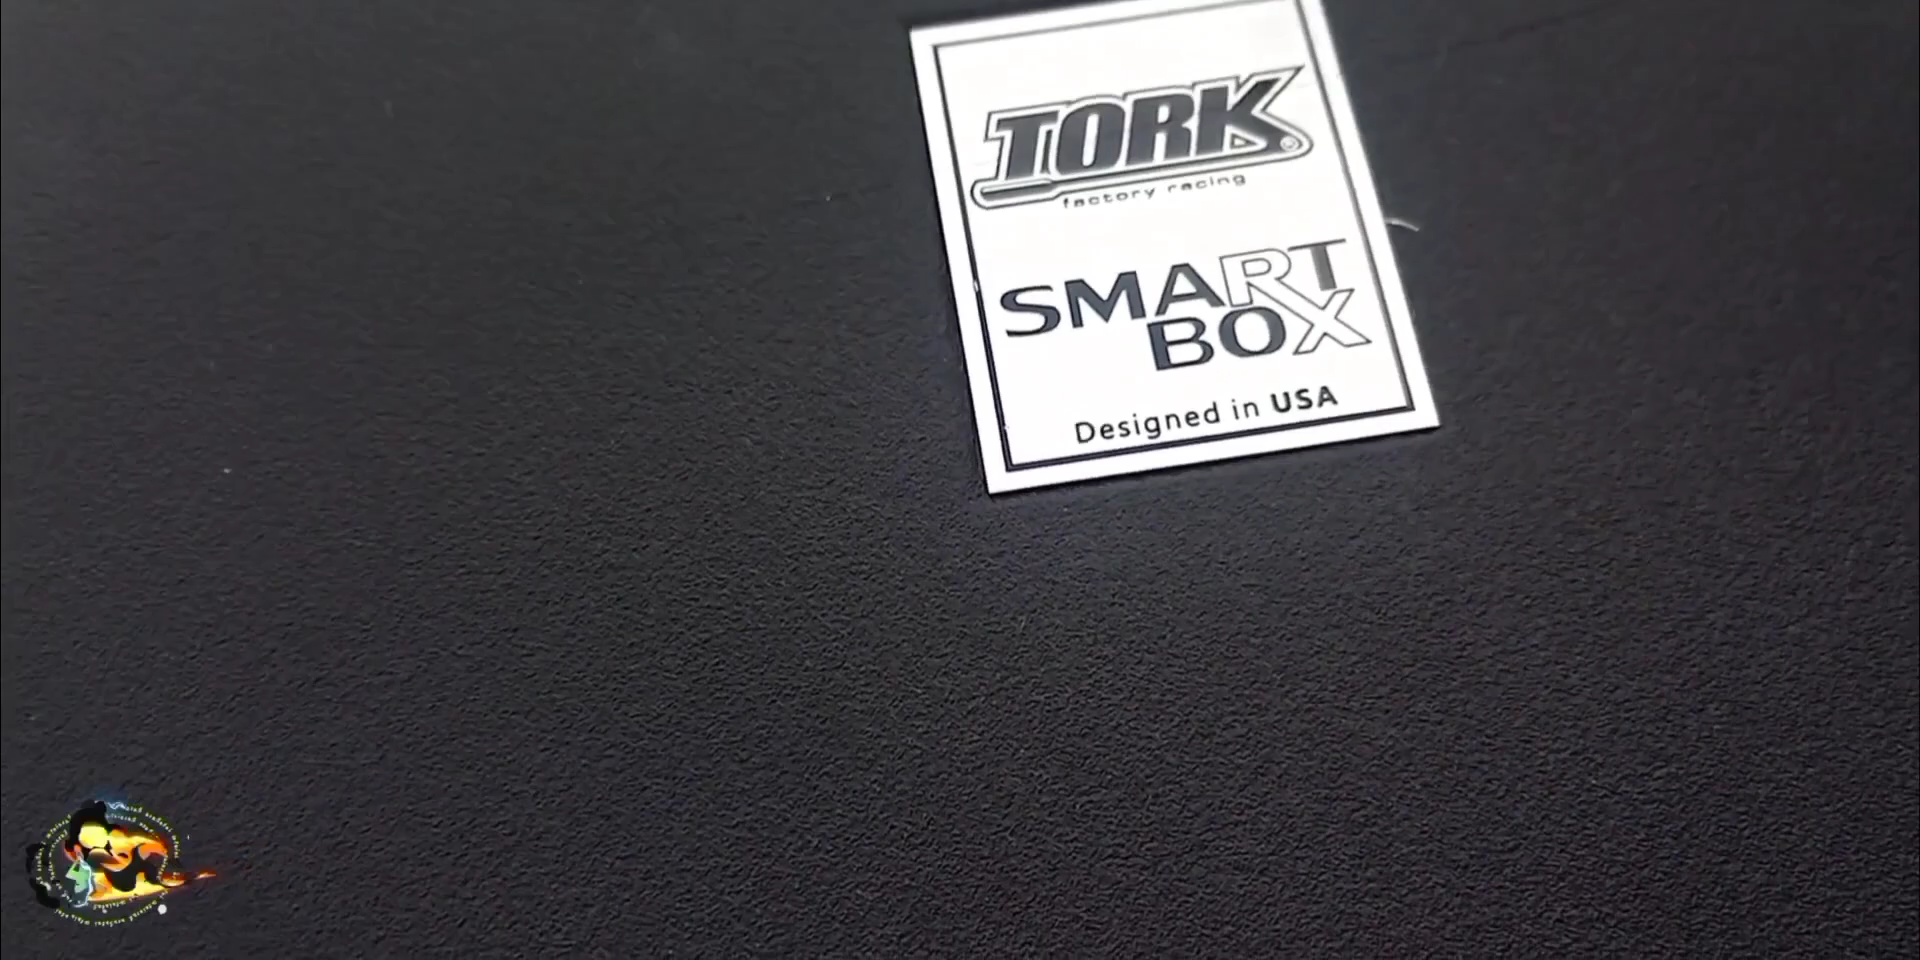 TORK®
factory racing
SMART
BOX
Designed in USA